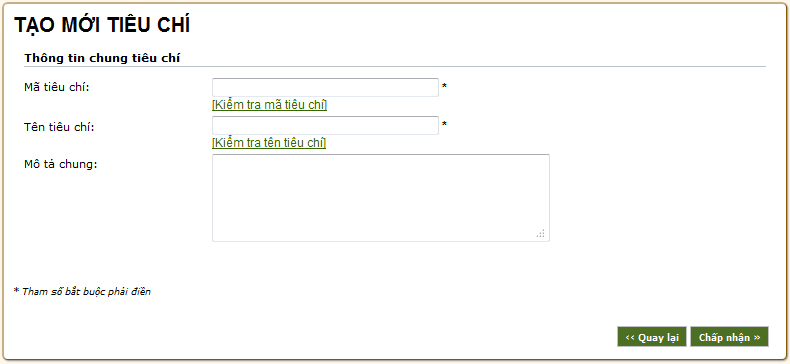 TẠO MỚI TIÊU CHÍ
Thông tin chung tiêu chí
Mã tiêu chí: *
[Kiểm tra mã tiêu chí]
Tên tiêu chí: *
[Kiểm tra tên tiêu chí]
Mô tả chung:
* Tham số bắt buộc phải điền
‹‹ Quay lại Chấp nhận »